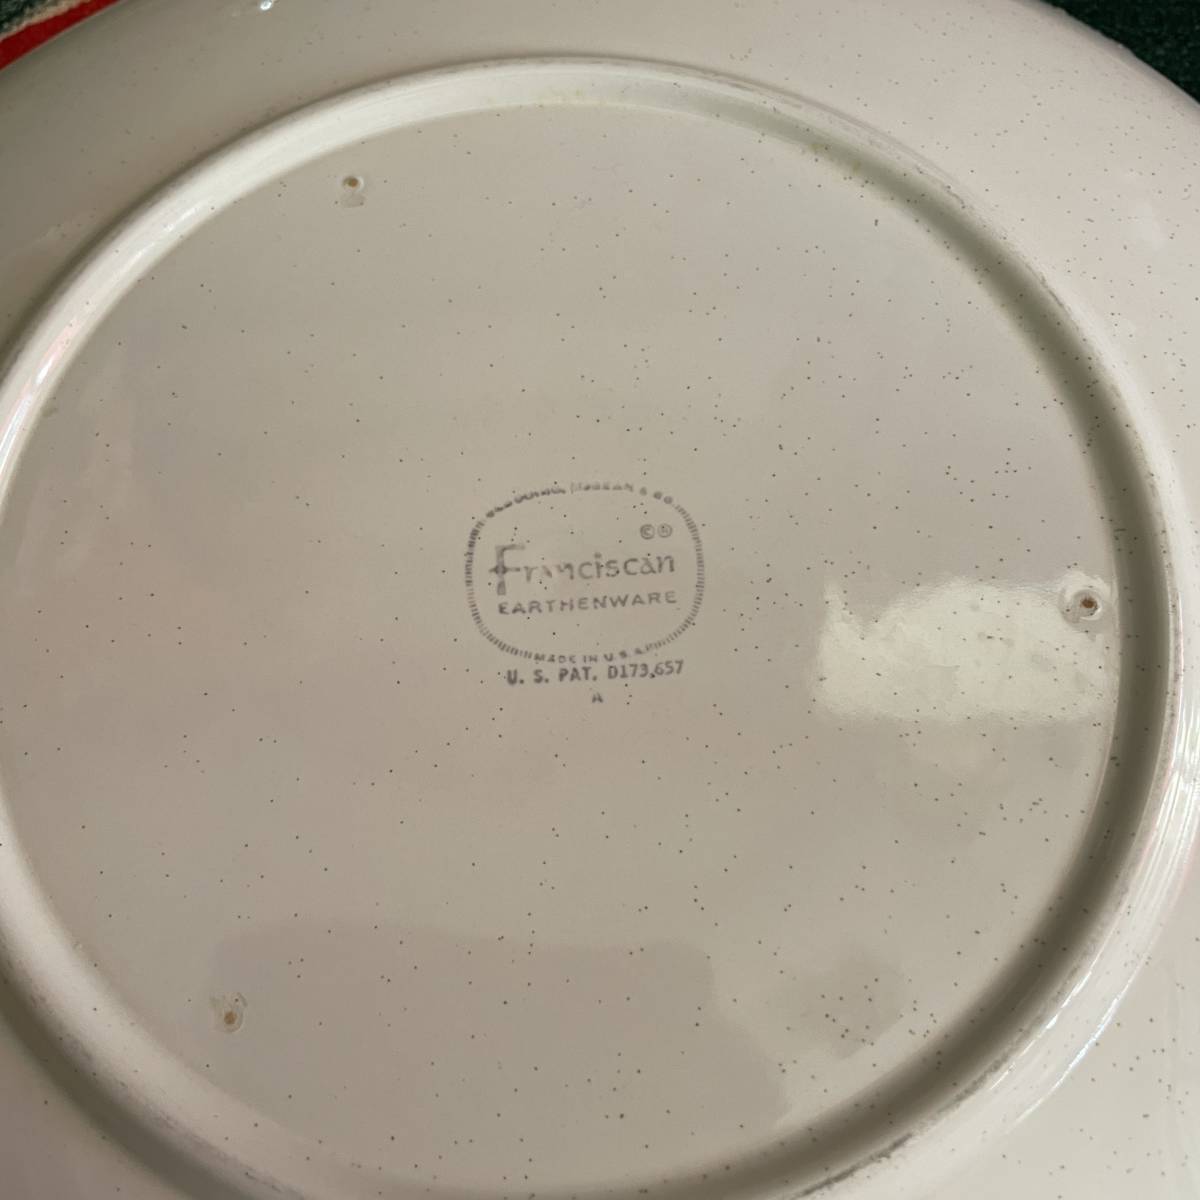 ©®
Franciscan
EARTHENWARE
MADE IN U.S.A.
U. S. PAT. D173,657
A